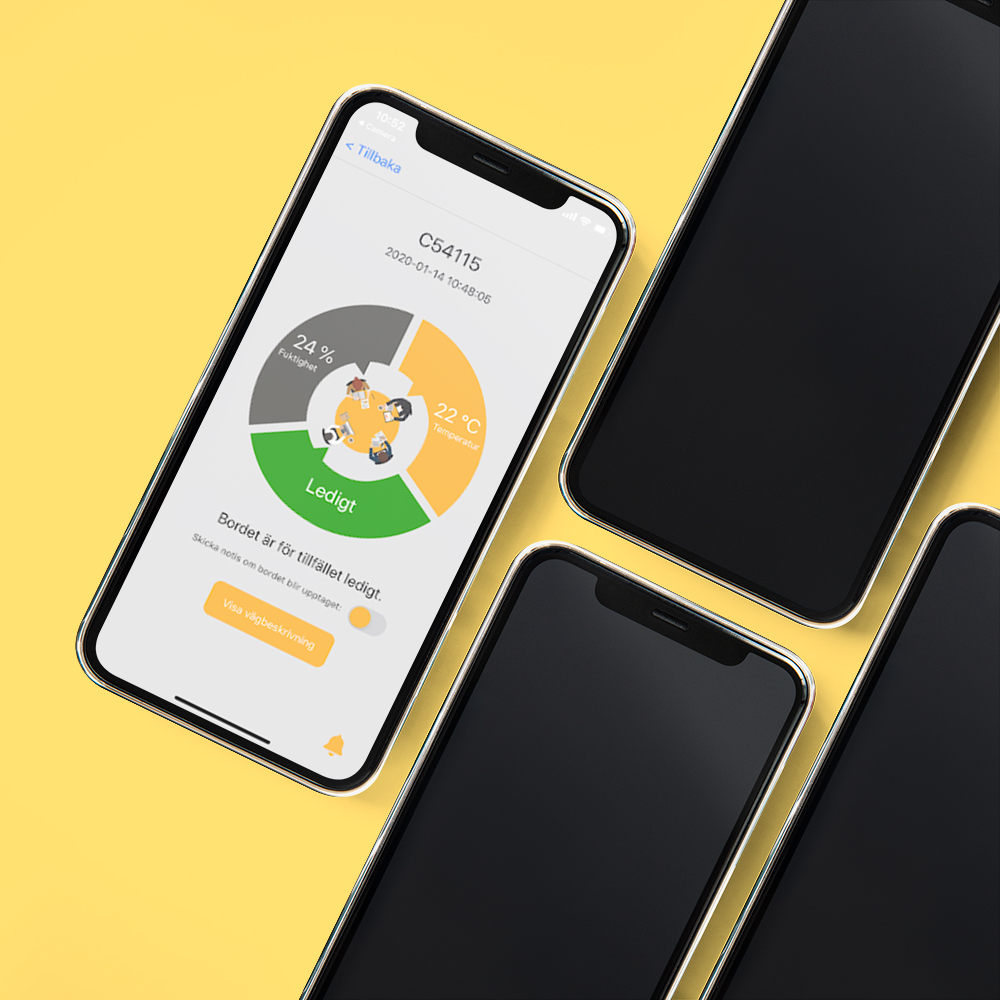 10:52
◂ Camera
< Tillbaka
C54115
2020-01-14 10:48:05
24 %
Fuktighet
22 °C
Temperatur
Ledigt
Bordet är för tillfället ledigt.
Skicka notis om bordet blir upptaget:
Visa vägbeskrivning